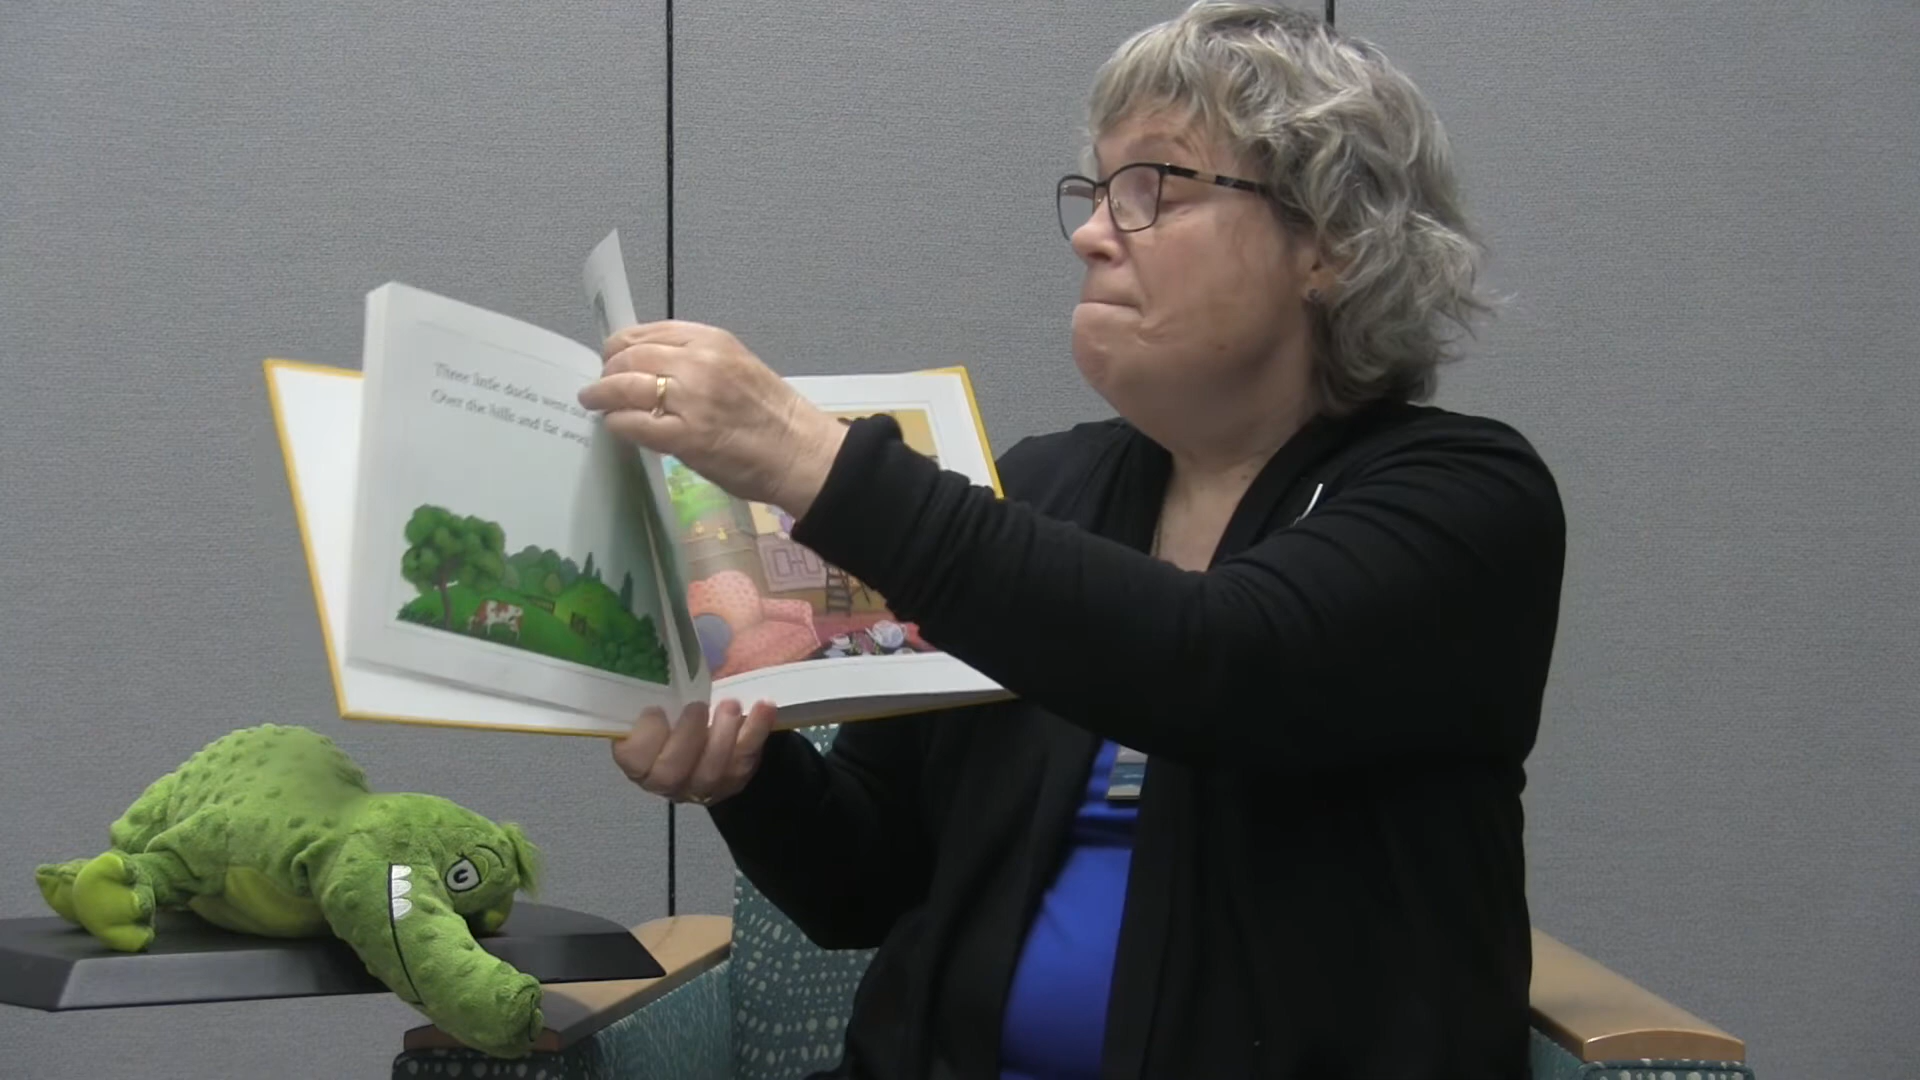 Three little ducks went out
Over the hills and far away.